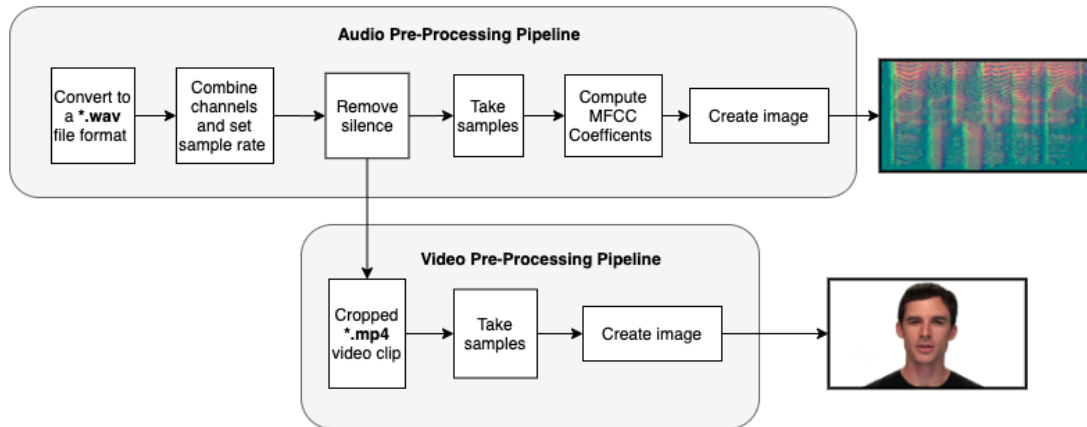 Audio Pre-Processing Pipeline
Convert to
a *.wav
file format
Combine
channels
and set
sample rate
Remove
silence
Take
samples
Compute
MFCC
Coefficents
Create image
Video Pre-Processing Pipeline
Cropped
*.mp4
video clip
Take
samples
Create image